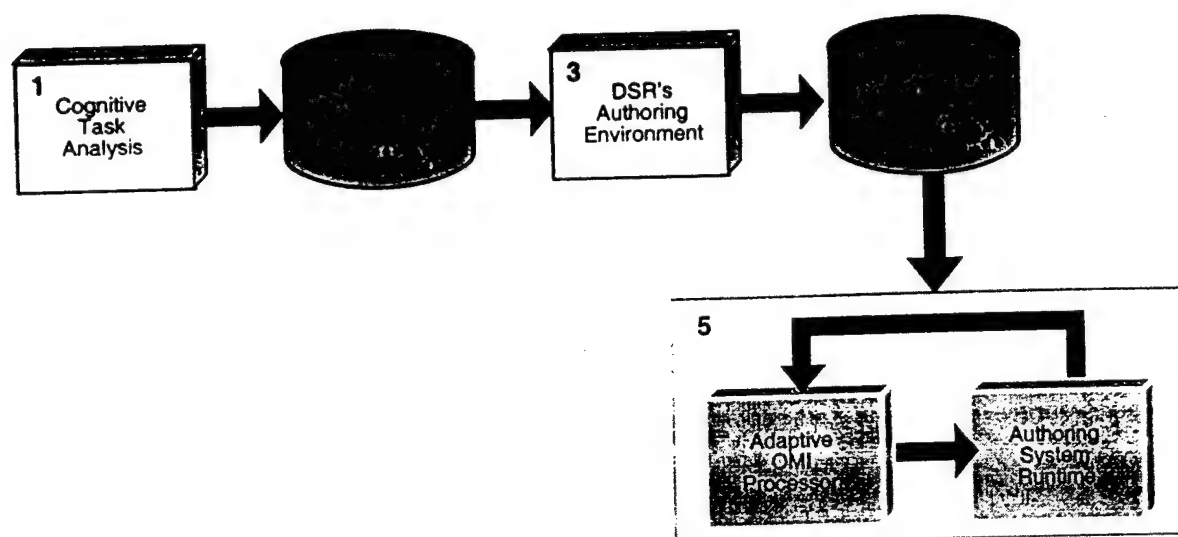 1
Cognitive
Task
Analysis
3
DSR's
Authoring
Environment
5
Adaptive
OMI
Processor
Authoring
System
Runtime